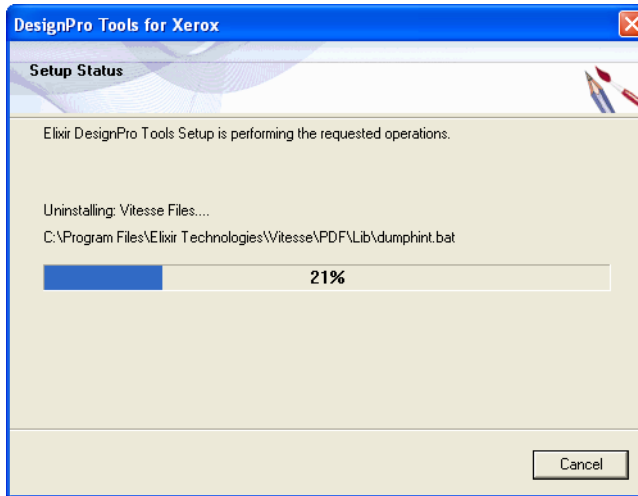 DesignPro Tools for Xerox
Setup Status
Elixir DesignPro Tools Setup is performing the requested operations.
Uninstalling: Vitesse Files....
C:\Program Files\Elixir Technologies\Vitesse\PDF\Lib\dumphint.bat
21%
Cancel